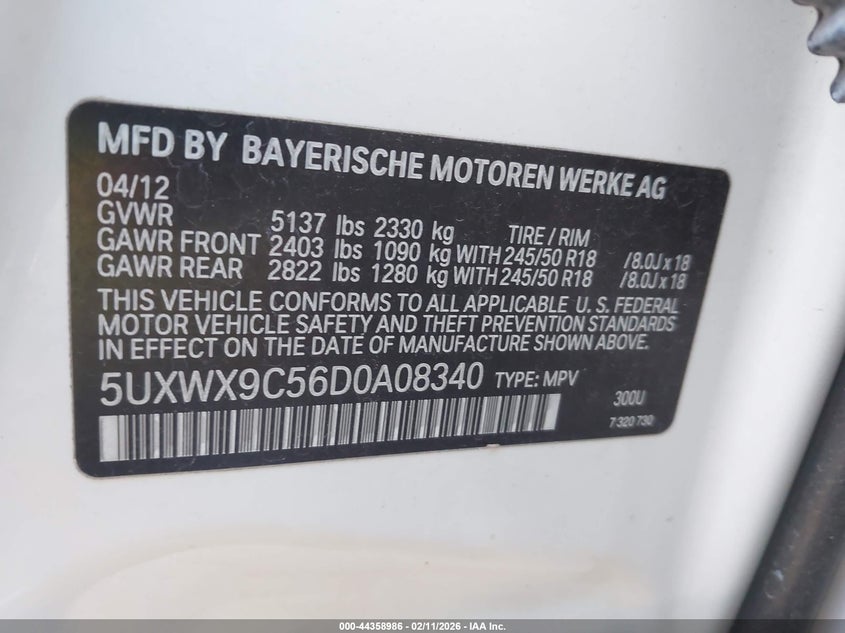 MFD BY BAYERISCHE MOTOREN WERKE AG
04/12
GVWR 5137 lbs 2330 kg TIRE / RIM
GAWR FRONT 2403 lbs 1090 kg WITH 245/50 R18 /8.0J x 18
GAWR REAR 2822 lbs 1280 kg WITH 245/50 R18 /8.0J x 18
THIS VEHICLE CONFORMS TO ALL APPLICABLE U. S. FEDERAL
MOTOR VEHICLE SAFETY AND THEFT PREVENTION STANDARDS
IN EFFECT ON THE DATE OF MANUFACTURE SHOWN ABOVE.
5UXWX9C56D0A08340 TYPE: MPV 300U
7 320 730
000-44358986 - 02/11/2026 - IAA Inc.